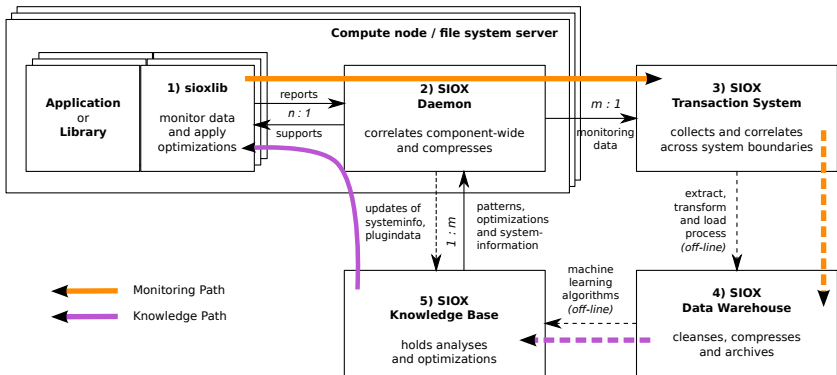 Compute node / file system server
Application
or
Library
1) sioxlib
monitor data
and apply
optimizations
reports
n : 1
supports
2) SIOX
Daemon
correlates component-wide
and compresses
m : 1
monitoring
data
3) SIOX
Transaction System
collects and correlates
across system boundaries
updates of
systeminfo,
plugindata
1 : m
patterns,
optimizations
and system-
information
extract,
transform
and load
process
(off-line)
Monitoring Path
Knowledge Path
5) SIOX
Knowledge Base
holds analyses
and optimizations
machine
learning
algorithms
(off-line)
4) SIOX
Data Warehouse
cleanses, compresses
and archives